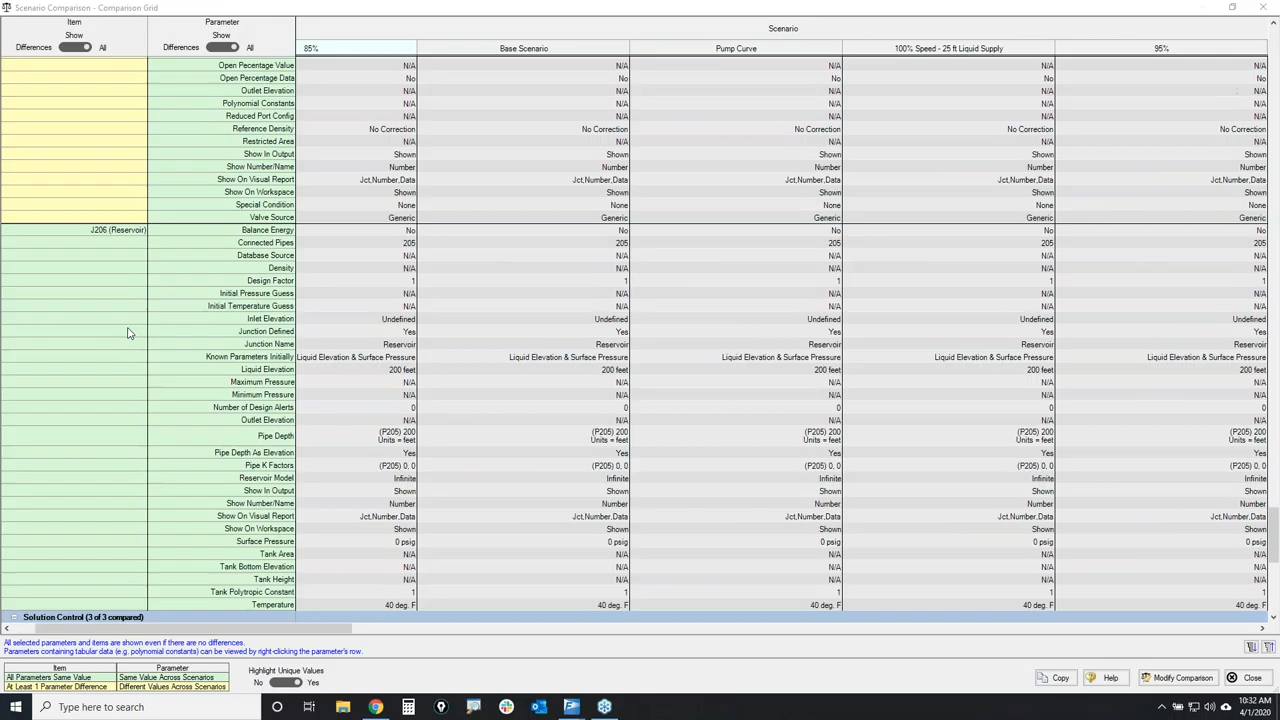 Scenario Comparison - Comparison Grid
Item Parameter Scenario
Show Show
Differences All Differences All
85% Base Scenario Pump Curve 100% Speed - 25 ft Liquid Supply 95%
Open Pecentage Value N/A N/A N/A N/A N/A
Open Percentage Data No No No No No
Outlet Elevation N/A N/A N/A N/A N/A
Polynomial Constants N/A N/A N/A N/A N/A
Reduced Port Config N/A N/A N/A N/A N/A
Reference Density No Correction No Correction No Correction No Correction No Correction
Restricted Area N/A N/A N/A N/A N/A
Show In Output Shown Shown Shown Shown Shown
Show Number/Name Number Number Number Number Number
Show On Visual Report Jct,Number,Data Jct,Number,Data Jct,Number,Data Jct,Number,Data Jct,Number,Data
Show On Workspace Shown Shown Shown Shown Shown
Special Condition None None None None None
Valve Source Generic Generic Generic Generic Generic
J206 (Reservoir) Balance Energy No No No No No
Connected Pipes 205 205 205 205 205
Database Source N/A N/A N/A N/A N/A
Density N/A N/A N/A N/A N/A
Design Factor 1 1 1 1 1
Initial Pressure Guess N/A N/A N/A N/A N/A
Initial Temperature Guess N/A N/A N/A N/A N/A
Inlet Elevation Undefined Undefined Undefined Undefined Undefined
Junction Defined Yes Yes Yes Yes Yes
Junction Name Reservoir Reservoir Reservoir Reservoir Reservoir
Known Parameters Initially Liquid Elevation & Surface Pressure Liquid Elevation & Surface Pressure Liquid Elevation & Surface Pressure Liquid Elevation & Surface Pressure Liquid Elevation & Surface Pressure
Liquid Elevation 200 feet 200 feet 200 feet 200 feet 200 feet
Maximum Pressure N/A N/A N/A N/A N/A
Minimum Pressure N/A N/A N/A N/A N/A
Number of Design Alerts 0 0 0 0 0
Outlet Elevation N/A N/A N/A N/A N/A
Pipe Depth (P205) 200 (P205) 200 (P205) 200 (P205) 200 (P205) 200
Units = feet Units = feet Units = feet Units = feet Units = feet
Pipe Depth As Elevation Yes Yes Yes Yes Yes
Pipe K Factors (P205) 0, 0 (P205) 0, 0 (P205) 0, 0 (P205) 0, 0 (P205) 0, 0
Reservoir Model Infinite Infinite Infinite Infinite Infinite
Show In Output Shown Shown Shown Shown Shown
Show Number/Name Number Number Number Number Number
Show On Visual Report Jct,Number,Data Jct,Number,Data Jct,Number,Data Jct,Number,Data Jct,Number,Data
Show On Workspace Shown Shown Shown Shown Shown
Surface Pressure 0 psig 0 psig 0 psig 0 psig 0 psig
Tank Area N/A N/A N/A N/A N/A
Tank Bottom Elevation N/A N/A N/A N/A N/A
Tank Height N/A N/A N/A N/A N/A
Tank Polytropic Constant 1 1 1 1 1
Temperature 40 deg. F 40 deg. F 40 deg. F 40 deg. F 40 deg. F
Solution Control (3 of 3 compared)
All selected parameters and items are shown even if there are no differences.
Parameters containing tabular data (e.g. polynomial constants) can be viewed by right-clicking the parameter's row.
Item Parameter
All Parameters Same Value Same Value Across Scenarios
At Least 1 Parameter Difference Different Values Across Scenarios
Highlight Unique Values
No Yes
Copy Help Modify Comparison Close
Type here to search
10:32 AM
4/1/2020